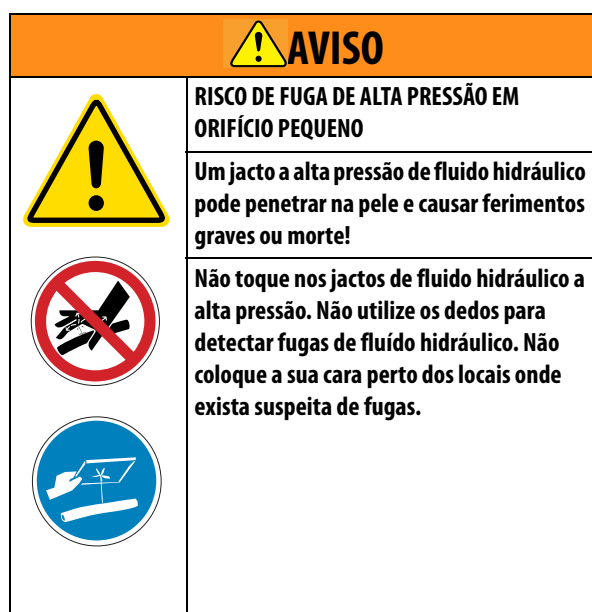 AVISO
RISCO DE FUGA DE ALTA PRESSÃO EM
ORIFÍCIO PEQUENO
Um jacto a alta pressão de fluido hidráulico
pode penetrar na pele e causar ferimentos
graves ou morte!
Não toque nos jactos de fluido hidráulico a
alta pressão. Não utilize os dedos para
detectar fugas de fluído hidráulico. Não
coloque a sua cara perto dos locais onde
exista suspeita de fugas.